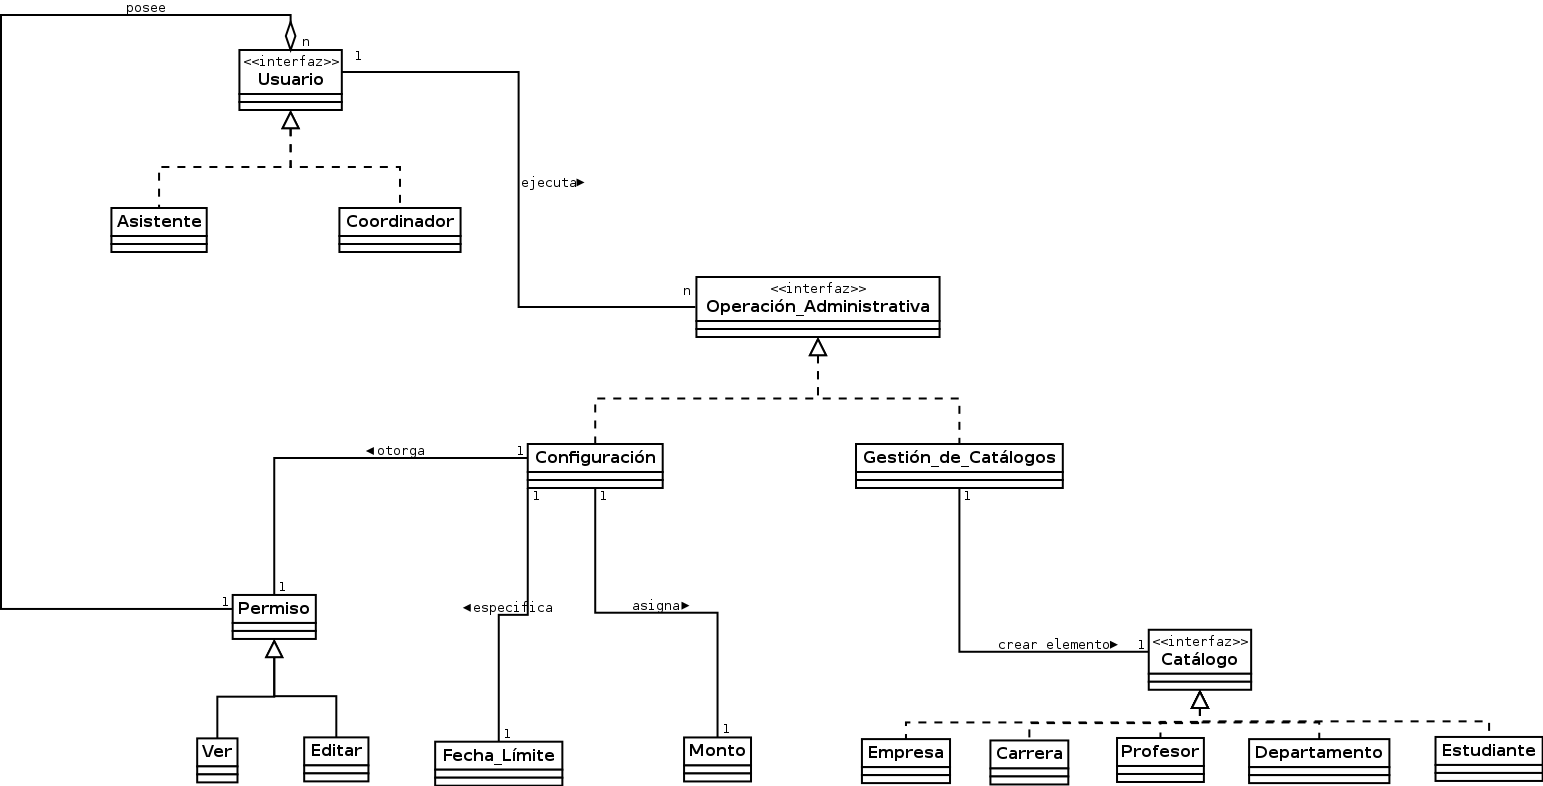 posee
n
<<interfaz>>
Usuario
1
ejecuta▶
Asistente
Coordinador
n
<<interfaz>>
Operación_Administrativa
◀otorga
1
Configuración
1
1
Gestión_de_Catálogos
1
1
1
Permiso
◀especifica
asigna▶
crear elemento▶
1
<<interfaz>>
Catálogo
Ver
Editar
1
Fecha_Límite
1
Monto
Empresa
Carrera
Profesor
Departamento
Estudiante